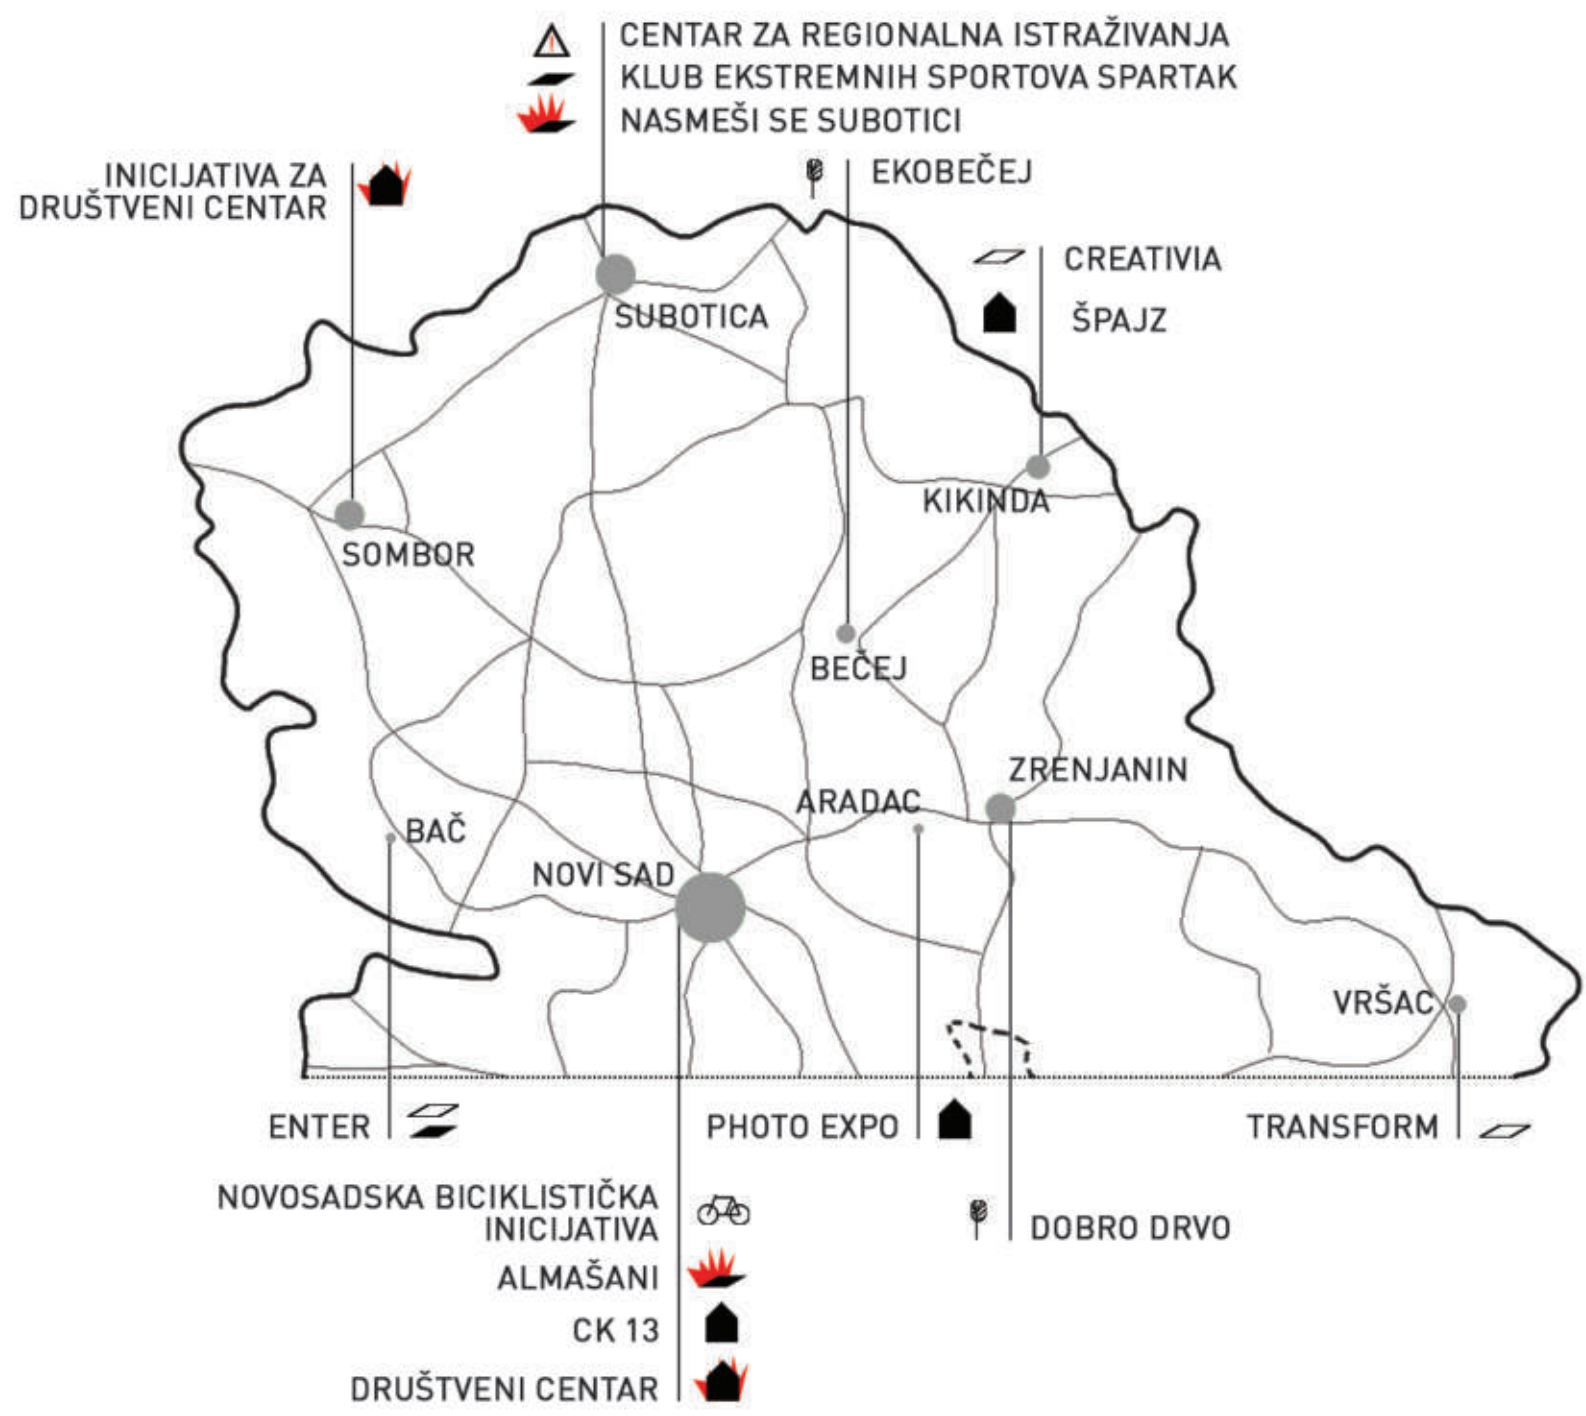 CENTAR ZA REGIONALNA ISTRAŽIVANJA
KLUB EKSTREMNIH SPORTOVA SPARTAK
NASMEŠI SE SUBOTICI
INICIJATIVA ZA
DRUŠTVENI CENTAR
EKOBEČEJ
CREATIVIA
ŠPAJZ
SUBOTICA
KIKINDA
SOMBOR
BEČEJ
ZRENJANIN
ARADAC
BAČ
NOVI SAD
VRŠAC
ENTER
PHOTO EXPO
TRANSFORM
NOVOSADSKA BICIKLISTIČKA
INICIJATIVA
DOBRO DRVO
ALMAŠANI
CK 13
DRUŠTVENI CENTAR